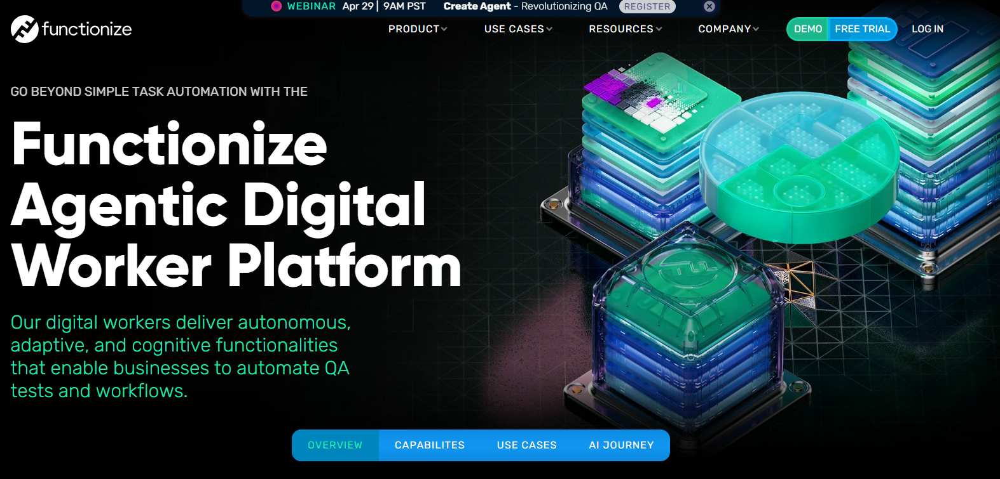 WEBINAR Apr 29 | 9AM PST Create Agent - Revolutionizing QA REGISTER
functionize
PRODUCT USE CASES RESOURCES COMPANY DEMO FREE TRIAL LOG IN
GO BEYOND SIMPLE TASK AUTOMATION WITH THE
Functionize
Agentic Digital
Worker Platform
Our digital workers deliver autonomous,
adaptive, and cognitive functionalities
that enable businesses to automate QA
tests and workflows.
OVERVIEW CAPABILITES USE CASES AI JOURNEY